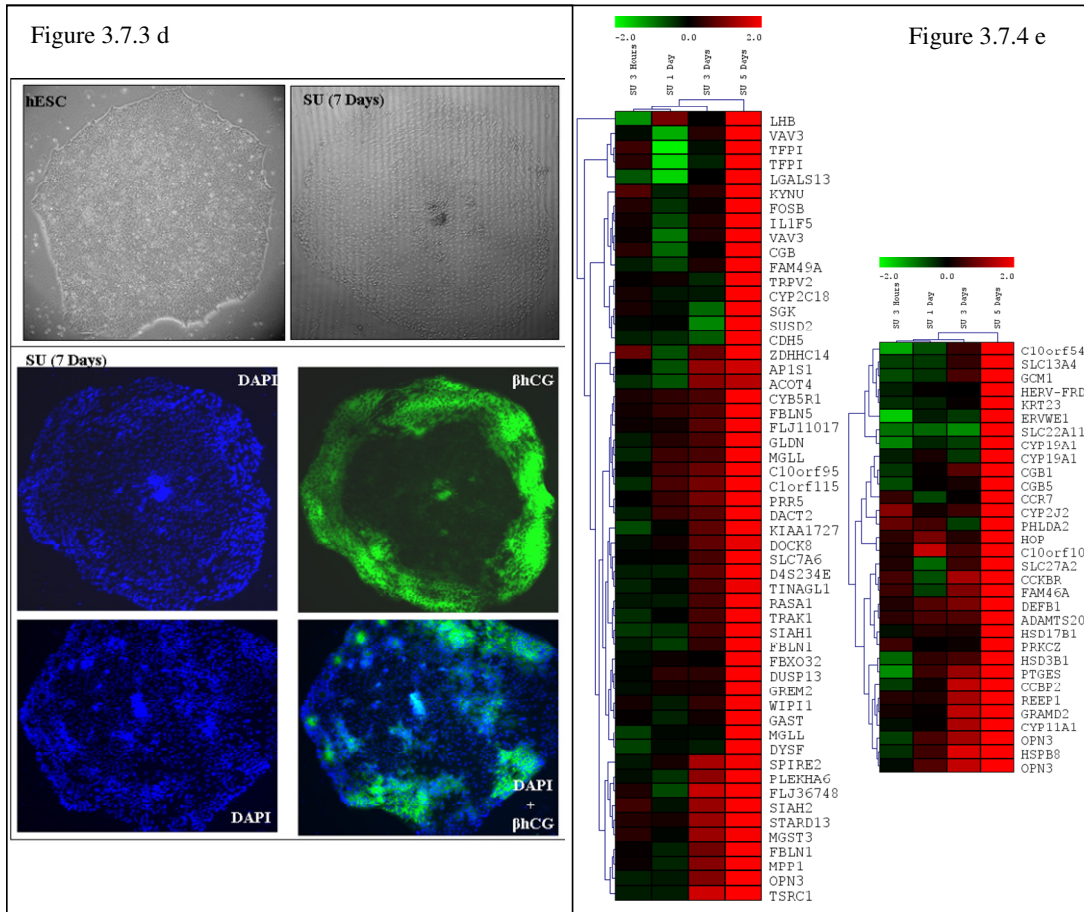 Figure 3.7.3 d
hESC
SU (7 Days)
SU (7 Days)
DAPI
βhCG
DAPI
DAPI
+
βhCG
Figure 3.7.4 e
-2.0 0.0 2.0
SU 3 Hours
SU 1 Day
SU 3 Days
SU 5 Days
LHB
VAV3
TFPI
TFPI
LGALS13
KYNU
FOSB
IL1F5
VAV3
CGB
FAM49A
TRPV2
CYP2C18
SGK
SUSD2
CDH5
ZDHHC14
AP1S1
ACOT4
CYB5R1
FBLN5
FLJ11017
GLDN
MGLL
C10orf95
C1orf115
PRR5
DACT2
KIAA1727
DOCK8
SLC7A6
D4S234E
TINAGL1
RASA1
TRAK1
SIAH1
FBLN1
FBXO32
DUSP13
GREM2
WIPI1
GAST
MGLL
DYSF
SPIRE2
PLEKHA6
FLJ36748
SIAH2
STARD13
MGST3
FBLN1
MPP1
OPN3
TSRC1
-2.0 0.0 2.0
SU 3 Hours
SU 1 Day
SU 3 Days
SU 5 Days
C10orf54
SLC13A4
GCM1
HERV-FRD
KRT23
ERVWE1
SLC22A11
CYP19A1
CYP19A1
CGB1
CGB5
CCR7
CYP2J2
PHLDA2
HOP
C10orf10
SLC27A2
CCKBR
FAM46A
DEFB1
ADAMTS20
HSD17B1
PRKCZ
HSD3B1
PTGES
CCBP2
REEP1
GRAMD2
CYP11A1
OPN3
HSPB8
OPN3